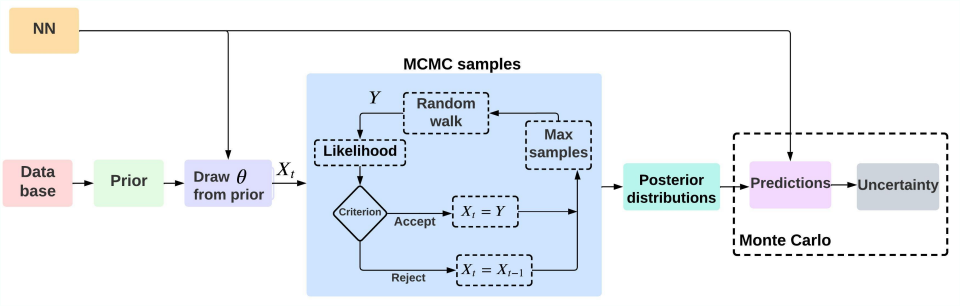 NN
MCMC samples
Y
Random
walk
Max
samples
Likelihood
Data
base
Prior
Draw θ
from prior
X_t
Criterion
Accept
X_t = Y
Reject
X_t = X_{t-1}
Posterior
distributions
Predictions
Uncertainty
Monte Carlo